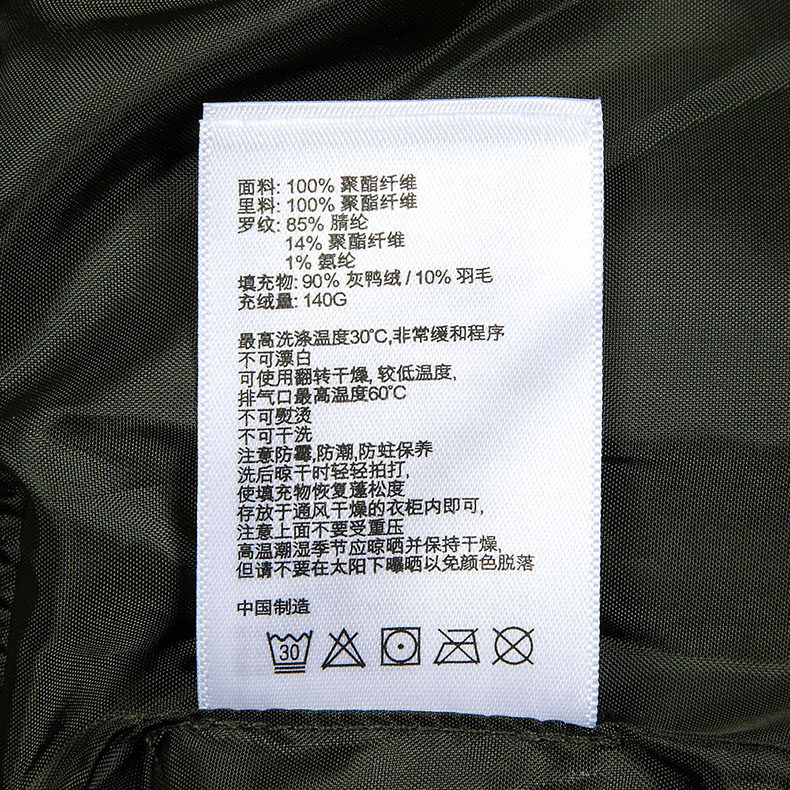 面料: 100% 聚酯纤维
里料: 100% 聚酯纤维
罗纹: 85% 腈纶
14% 聚酯纤维
1% 氨纶
填充物: 90% 灰鸭绒 / 10% 羽毛
充绒量: 140G
最高洗涤温度30°C,非常缓和程序
不可漂白
可使用翻转干燥, 较低温度,
排气口最高温度60°C
不可熨烫
不可干洗
注意防霉,防潮,防蛀保养
洗后晾干时轻轻拍打,
使填充物恢复蓬松度
存放于通风干燥的衣柜内即可,
注意上面不要受重压
高温潮湿季节应晾晒并保持干燥,
但请不要在太阳下曝晒以免颜色脱落
中国制造
30